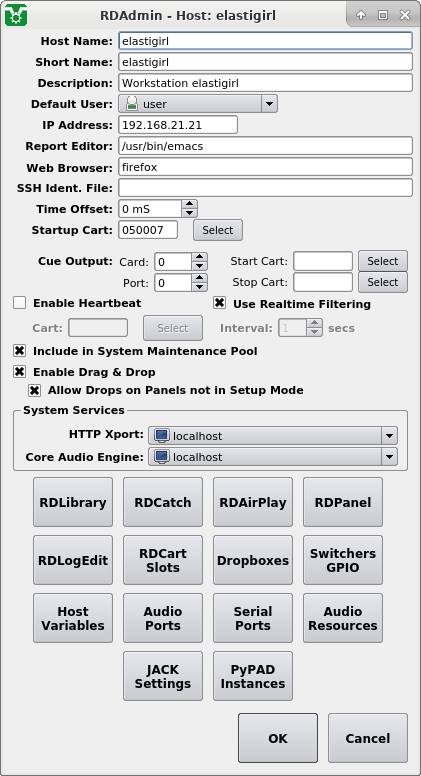 RDAdmin - Host: elastigirl
Host Name: elastigirl
Short Name: elastigirl
Description: Workstation elastigirl
Default User: user
IP Address: 192.168.21.21
Report Editor: /usr/bin/emacs
Web Browser: firefox
SSH Ident. File:
Time Offset: 0 mS
Startup Cart: 050007 Select
Cue Output: Card: 0 Start Cart: Select
Port: 0 Stop Cart: Select
Enable Heartbeat Use Realtime Filtering
Cart: Select Interval: 1 secs
Include in System Maintenance Pool
Enable Drag & Drop
Allow Drops on Panels not in Setup Mode
System Services
HTTP Xport: localhost
Core Audio Engine: localhost
RDLibrary RDCatch RDAirPlay RDPanel
RDLogEdit RDCart Slots Dropboxes Switchers GPIO
Host Variables Audio Ports Serial Ports Audio Resources
JACK Settings PyPAD Instances
OK Cancel